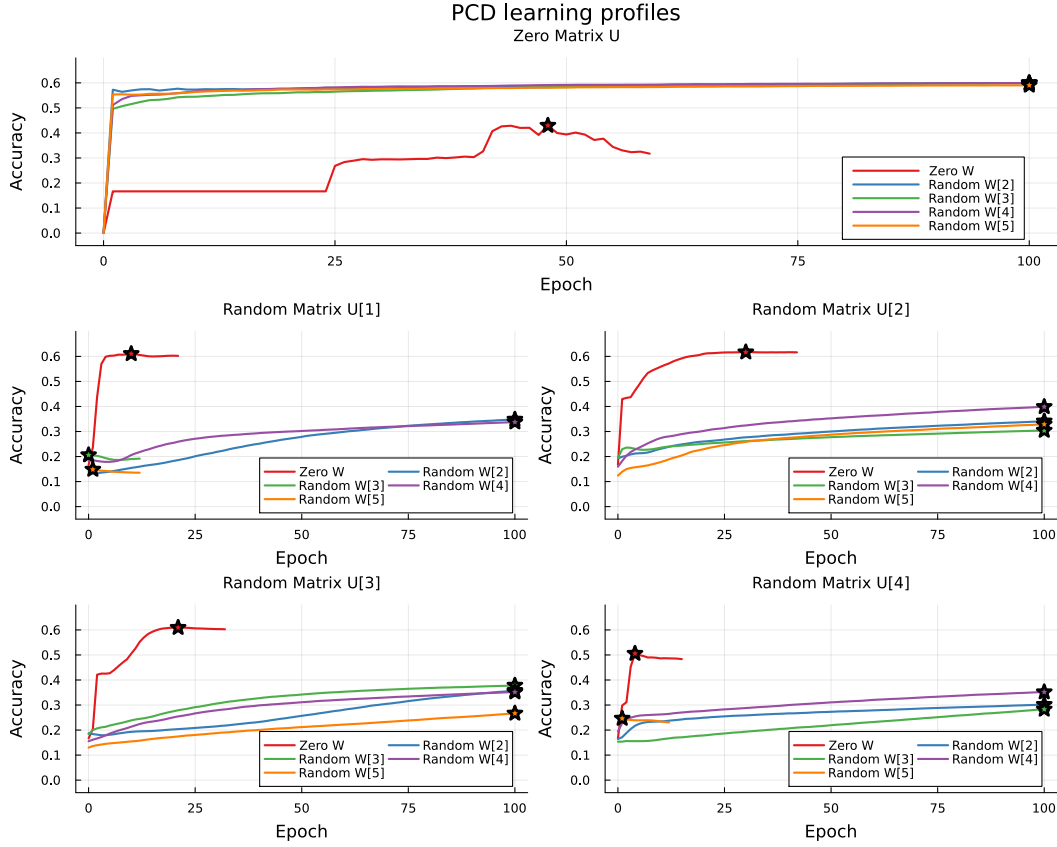 PCD learning profiles
Zero Matrix U
Accuracy
0.6
0.5
0.4
0.3
0.2
0.1
0.0
Zero W
Random W[2]
Random W[3]
Random W[4]
Random W[5]
0 25 50 75 100
Epoch
Random Matrix U[1]
Accuracy
0.6
0.5
0.4
0.3
0.2
0.1
0.0
Zero W Random W[2]
Random W[3] Random W[4]
Random W[5]
0 25 50 75 100
Epoch
Random Matrix U[2]
Accuracy
0.6
0.5
0.4
0.3
0.2
0.1
0.0
Zero W Random W[2]
Random W[3] Random W[4]
Random W[5]
0 25 50 75 100
Epoch
Random Matrix U[3]
Accuracy
0.6
0.5
0.4
0.3
0.2
0.1
0.0
Zero W Random W[2]
Random W[3] Random W[4]
Random W[5]
0 25 50 75 100
Epoch
Random Matrix U[4]
Accuracy
0.6
0.5
0.4
0.3
0.2
0.1
0.0
Zero W Random W[2]
Random W[3] Random W[4]
Random W[5]
0 25 50 75 100
Epoch